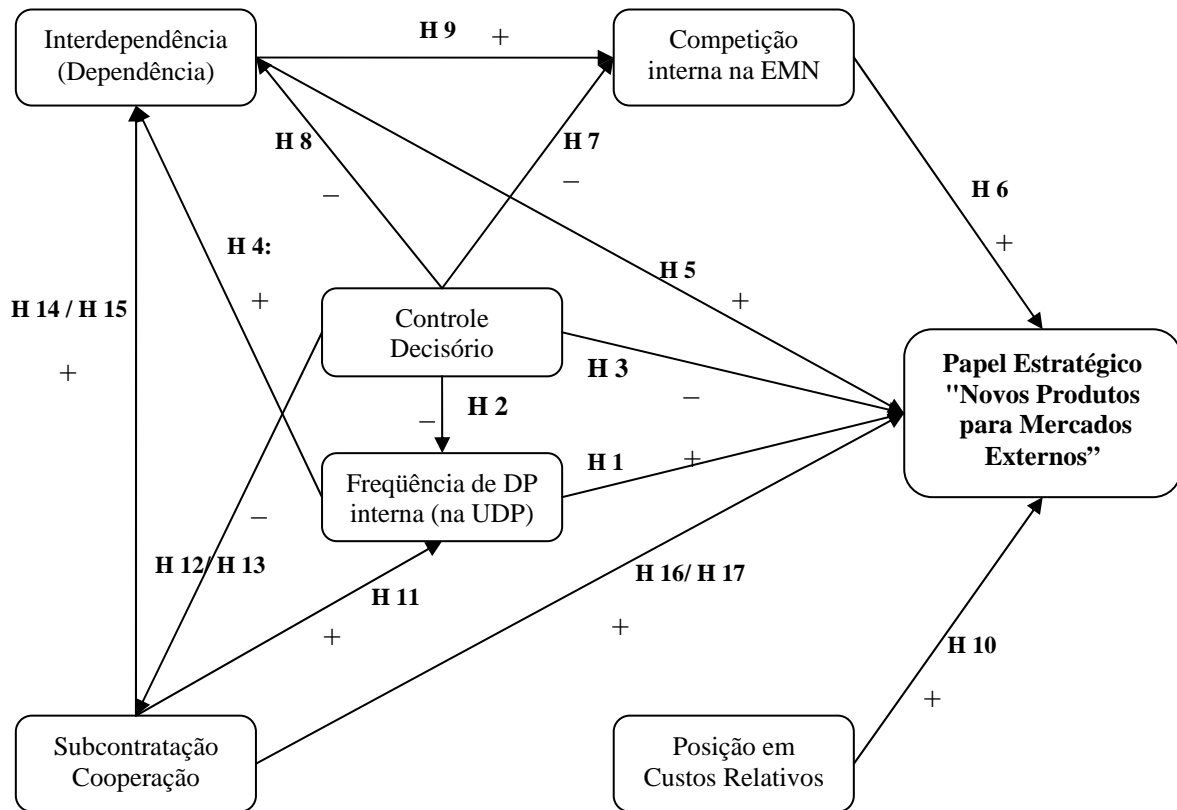 Interdependência
(Dependência)
H 9
+
Competição
interna na EMN
H 8
–
H 7
–
H 6
+
H 4:
+
H 5
+
H 14 / H 15
+
Controle
Decisório
H 3
–
H 2
–
Papel Estratégico
"Novos Produtos
para Mercados
Externos”
H 1
+
Freqüência de DP
interna (na UDP)
–
H 12/ H 13
H 11
+
H 16/ H 17
+
H 10
+
Subcontratação
Cooperação
Posição em
Custos Relativos